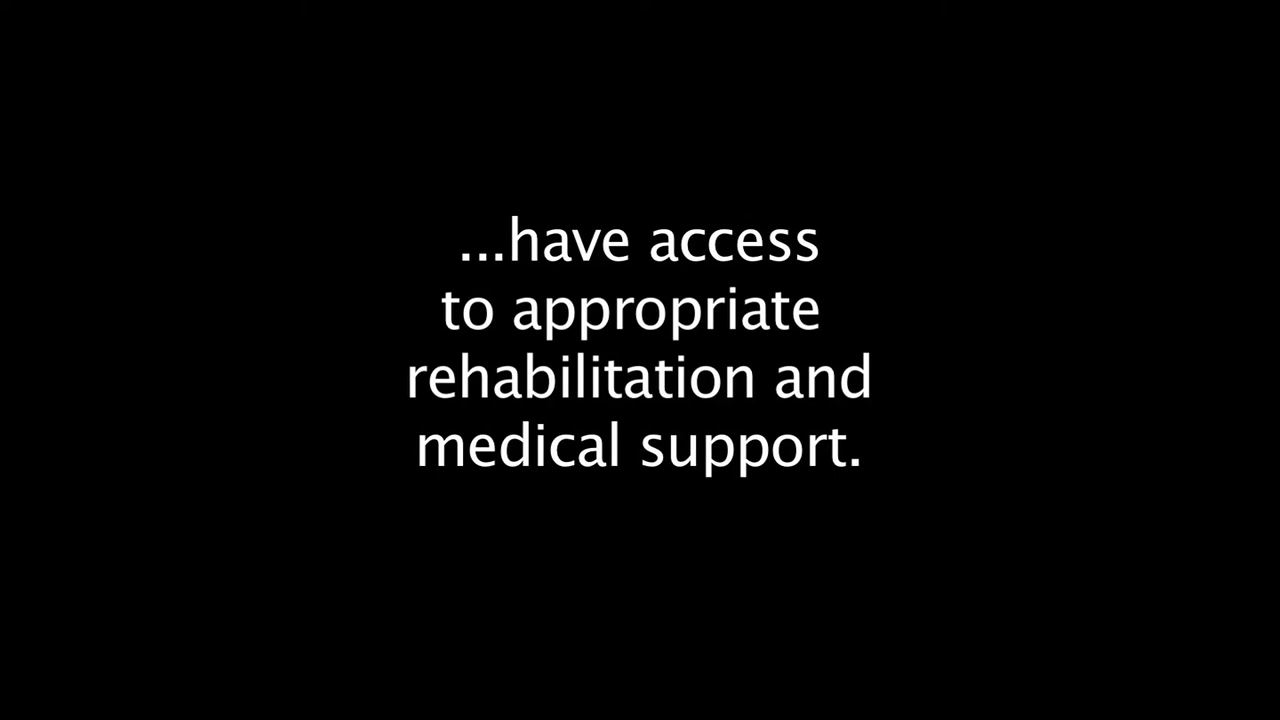 ...have access
to appropriate
rehabilitation and
medical support.